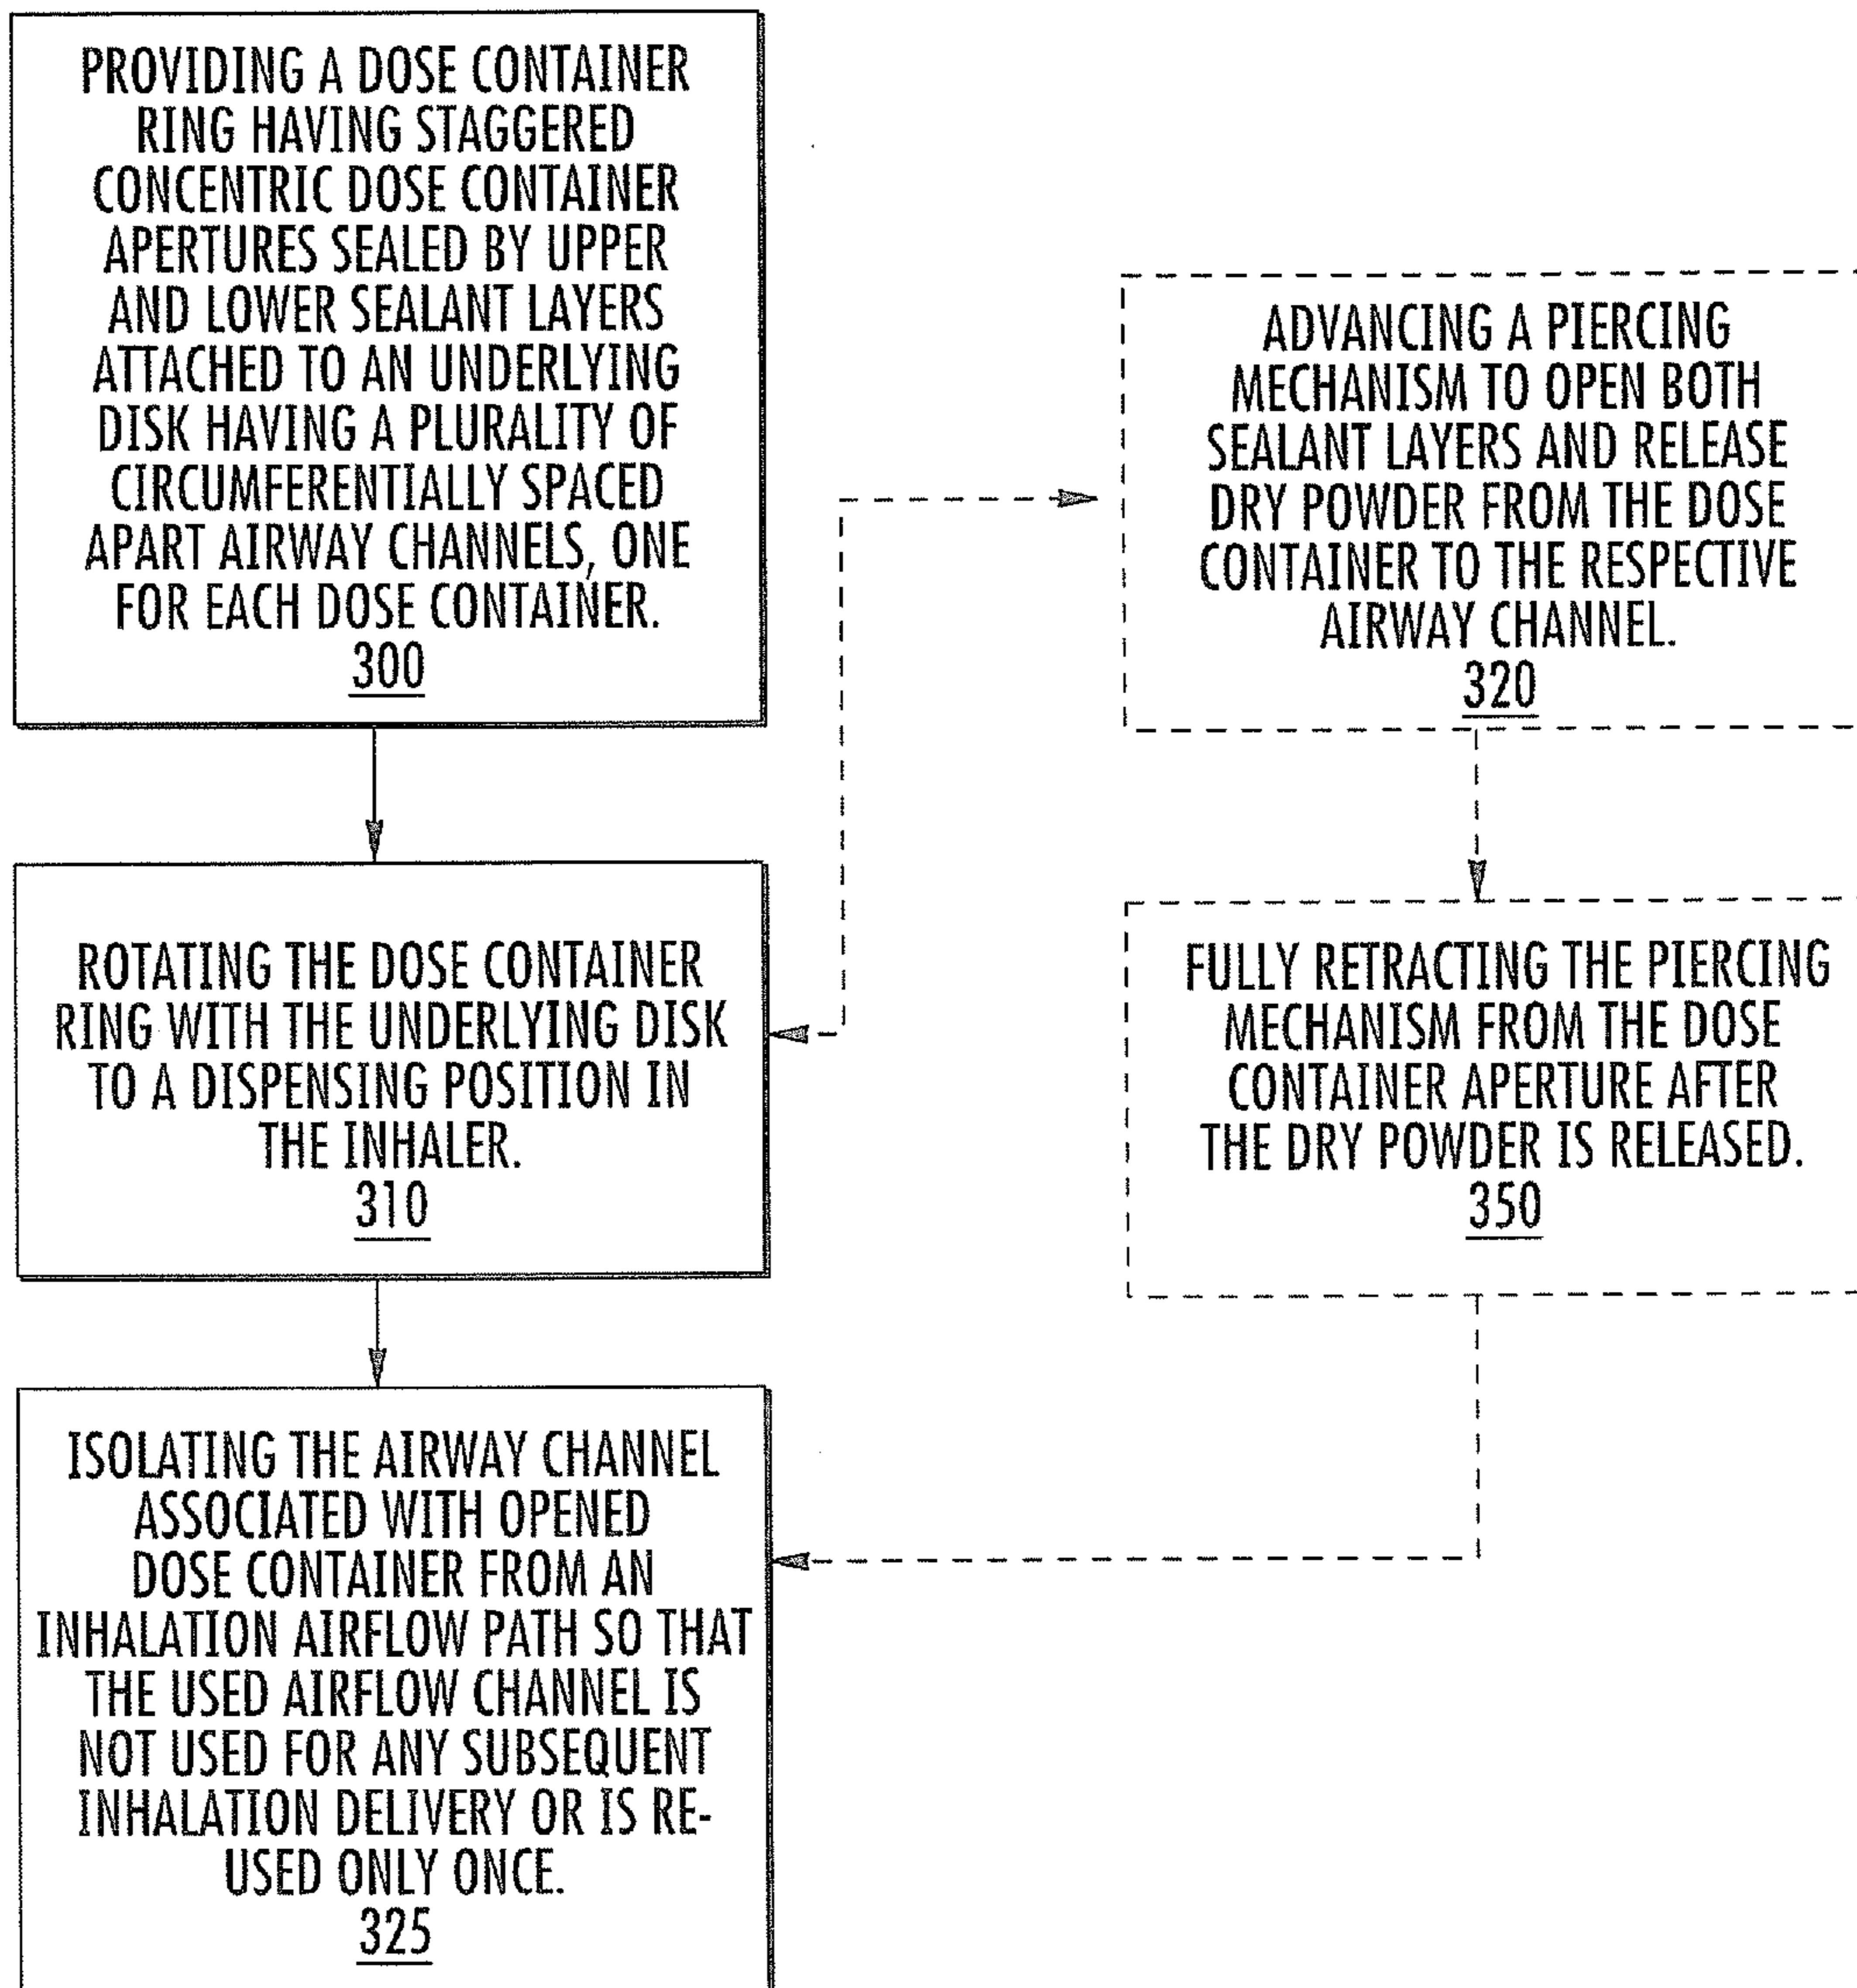 PROVIDING A DOSE CONTAINER
RING HAVING STAGGERED
CONCENTRIC DOSE CONTAINER
APERTURES SEALED BY UPPER
AND LOWER SEALANT LAYERS
ATTACHED TO AN UNDERLYING
DISK HAVING A PLURALITY OF
CIRCUMFERENTIALLY SPACED
APART AIRWAY CHANNELS, ONE
FOR EACH DOSE CONTAINER.
300
ROTATING THE DOSE CONTAINER
RING WITH THE UNDERLYING DISK
TO A DISPENSING POSITION IN
THE INHALER.
310
ADVANCING A PIERCING
MECHANISM TO OPEN BOTH
SEALANT LAYERS AND RELEASE
DRY POWDER FROM THE DOSE
CONTAINER TO THE RESPECTIVE
AIRWAY CHANNEL.
320
FULLY RETRACTING THE PIERCING
MECHANISM FROM THE DOSE
CONTAINER APERTURE AFTER
THE DRY POWDER IS RELEASED.
350
ISOLATING THE AIRWAY CHANNEL
ASSOCIATED WITH OPENED
DOSE CONTAINER FROM AN
INHALATION AIRFLOW PATH SO THAT
THE USED AIRFLOW CHANNEL IS
NOT USED FOR ANY SUBSEQUENT
INHALATION DELIVERY OR IS RE-
USED ONLY ONCE.
325